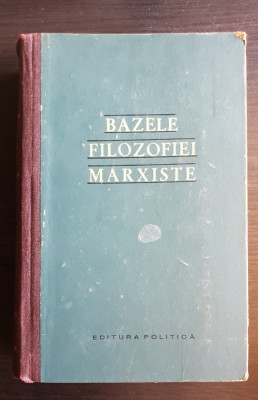 BAZELE
FILOZOFIEI
MARXISTE
EDITURA POLITICĂ